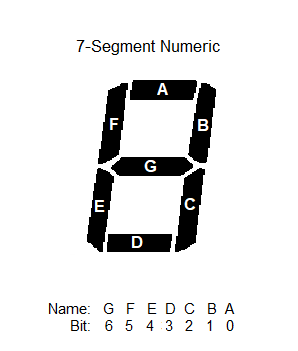 7-Segment Numeric
A
F B
G
E C
D
Name: G F E D C B A
Bit: 6 5 4 3 2 1 0